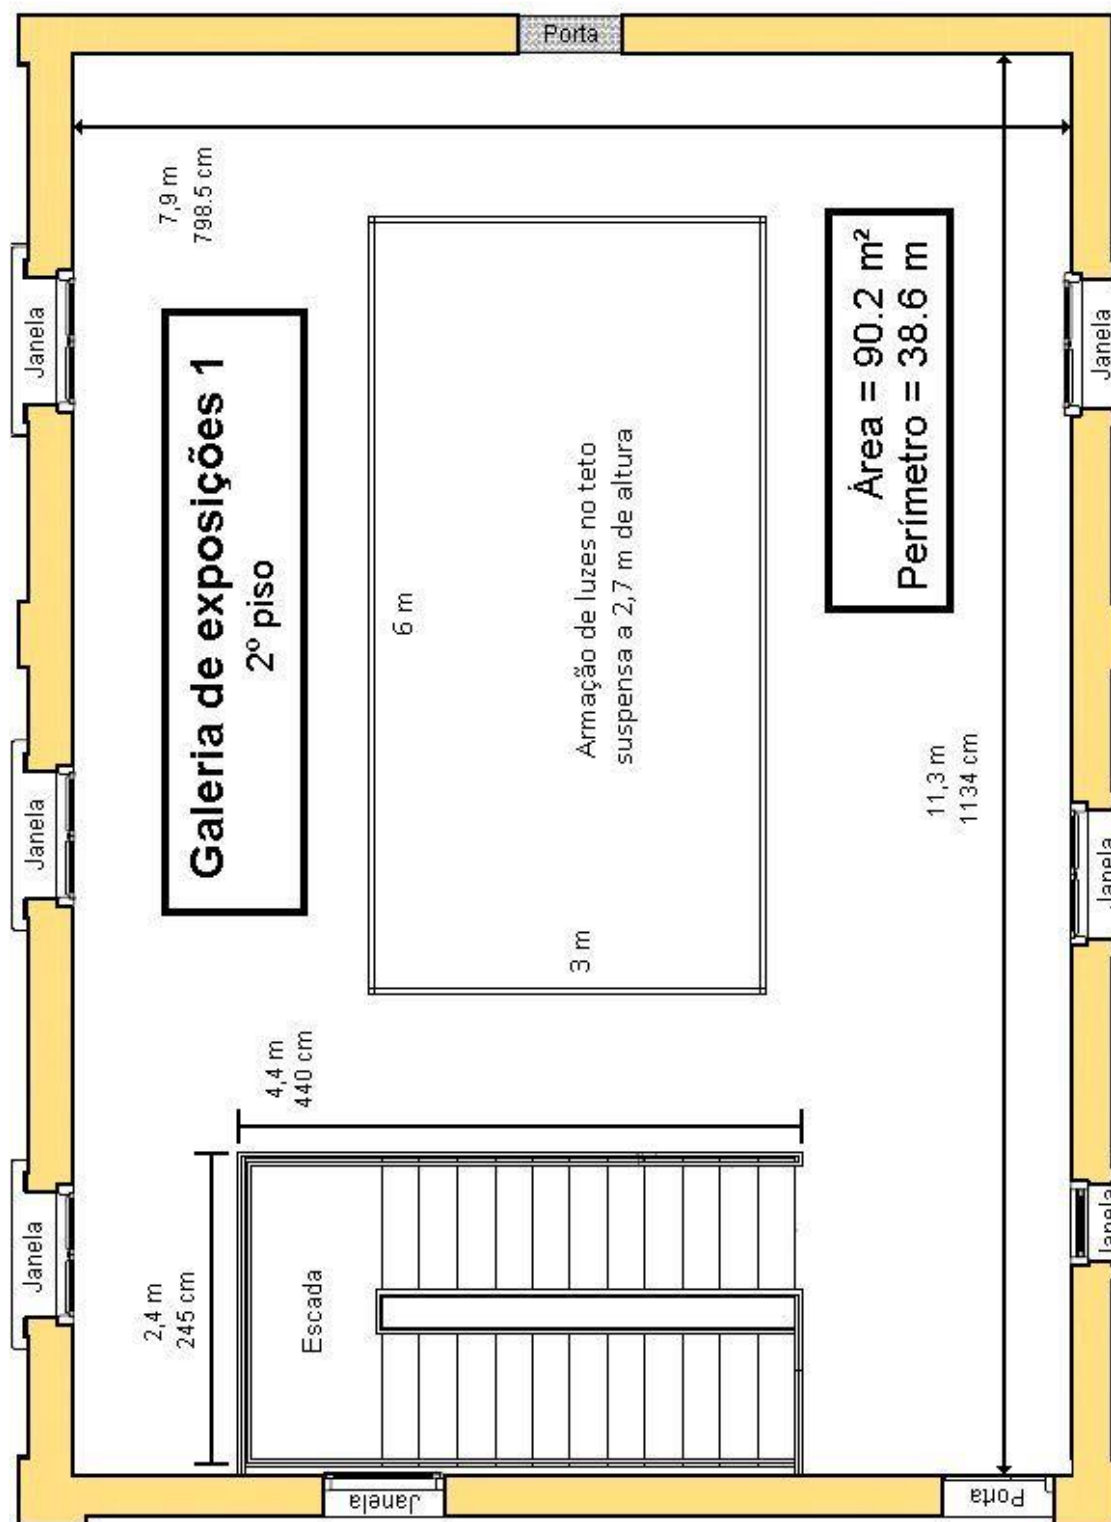 Porta
7,9 m
798.5 cm
Janela
Galeria de exposições 1
2º piso
Janela
Janela
6 m
Armação de luzes no teto
suspensa a 2,7 m de altura
3 m
Área = 90.2 m²
Perímetro = 38.6 m
11,3 m
1134 cm
4,4 m
440 cm
2,4 m
245 cm
Escada
Janela
Janela
Janela
Janela
Porta